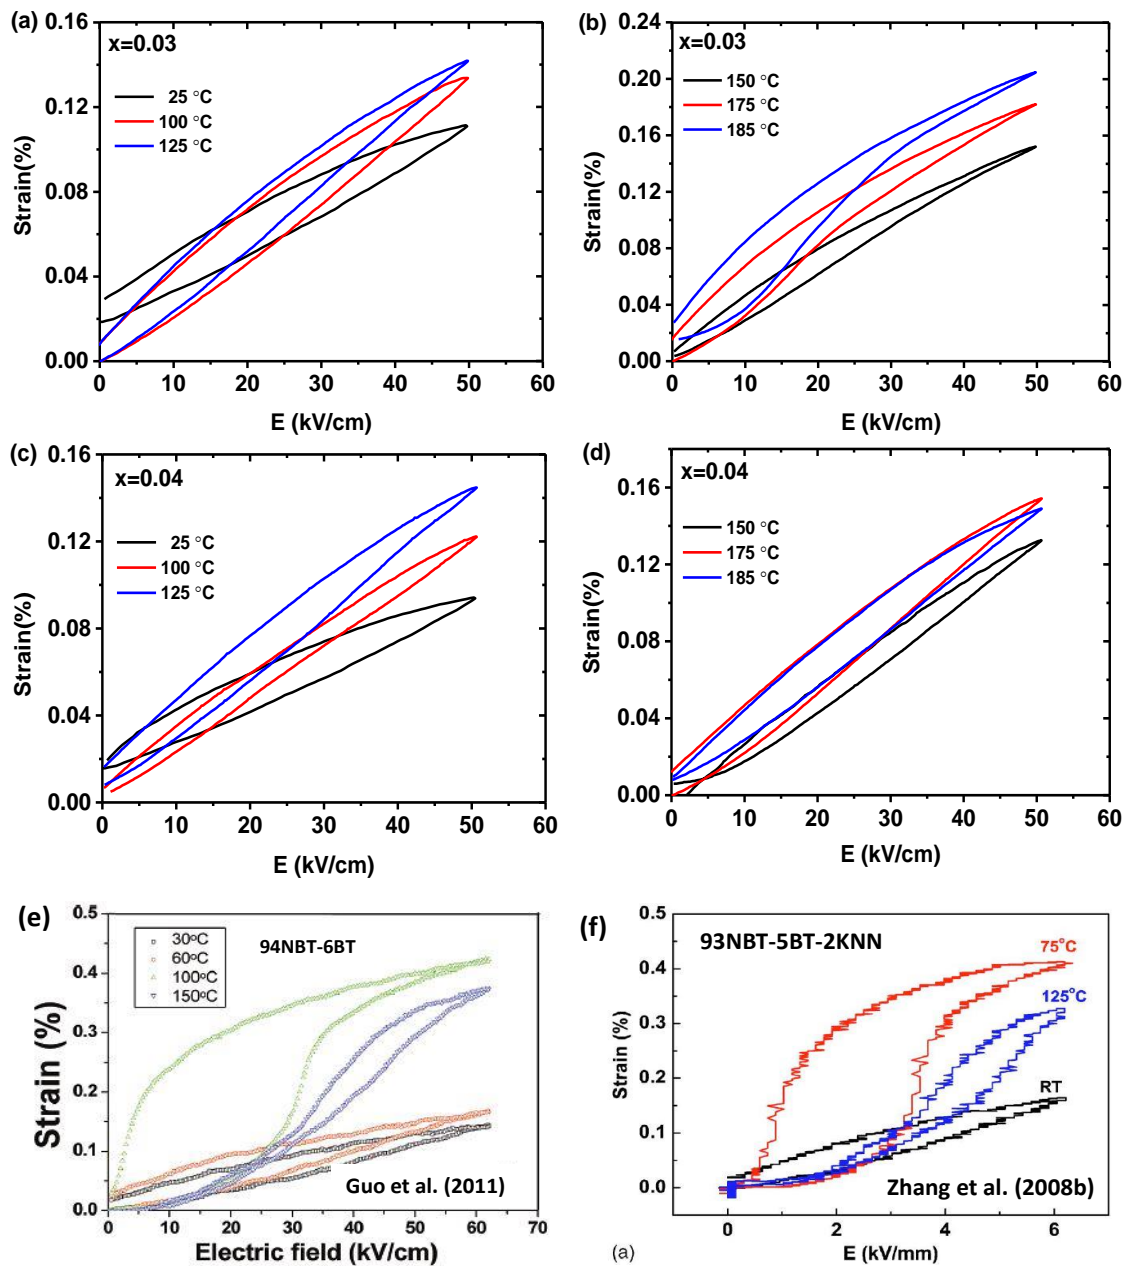 (a)
x=0.03
25 °C
100 °C
125 °C
0.16
0.12
0.08
0.04
0.00
Strain(%)
0 10 20 30 40 50 60
E (kV/cm)
(b)
x=0.03
150 °C
175 °C
185 °C
0.20
0.16
0.12
0.08
0.04
0.00
Strain(%)
0 10 20 30 40 50 60
E (kV/cm)
(c)
x=0.04
25 °C
100 °C
125 °C
0.16
0.12
0.08
0.04
0.00
Strain(%)
0 10 20 30 40 50 60
E (kV/cm)
(d)
x=0.04
150 °C
175 °C
185 °C
0.16
0.12
0.08
0.04
0.00
Strain(%)
0 10 20 30 40 50 60
E (kV/cm)
(e)
94NBT-6BT
30°C
60°C
100°C
150°C
0.5
0.4
0.3
0.2
0.1
0.0
Strain (%)
Guo et al. (2011)
0 10 20 30 40 50 60 70
Electric field (kV/cm)
(f)
93NBT-5BT-2KNN
75°C
125°C
RT
0.5
0.4
0.3
0.2
0.1
0.0
Strain (%)
Zhang et al. (2008b)
0 2 4 6
E (kV/mm)
(a)